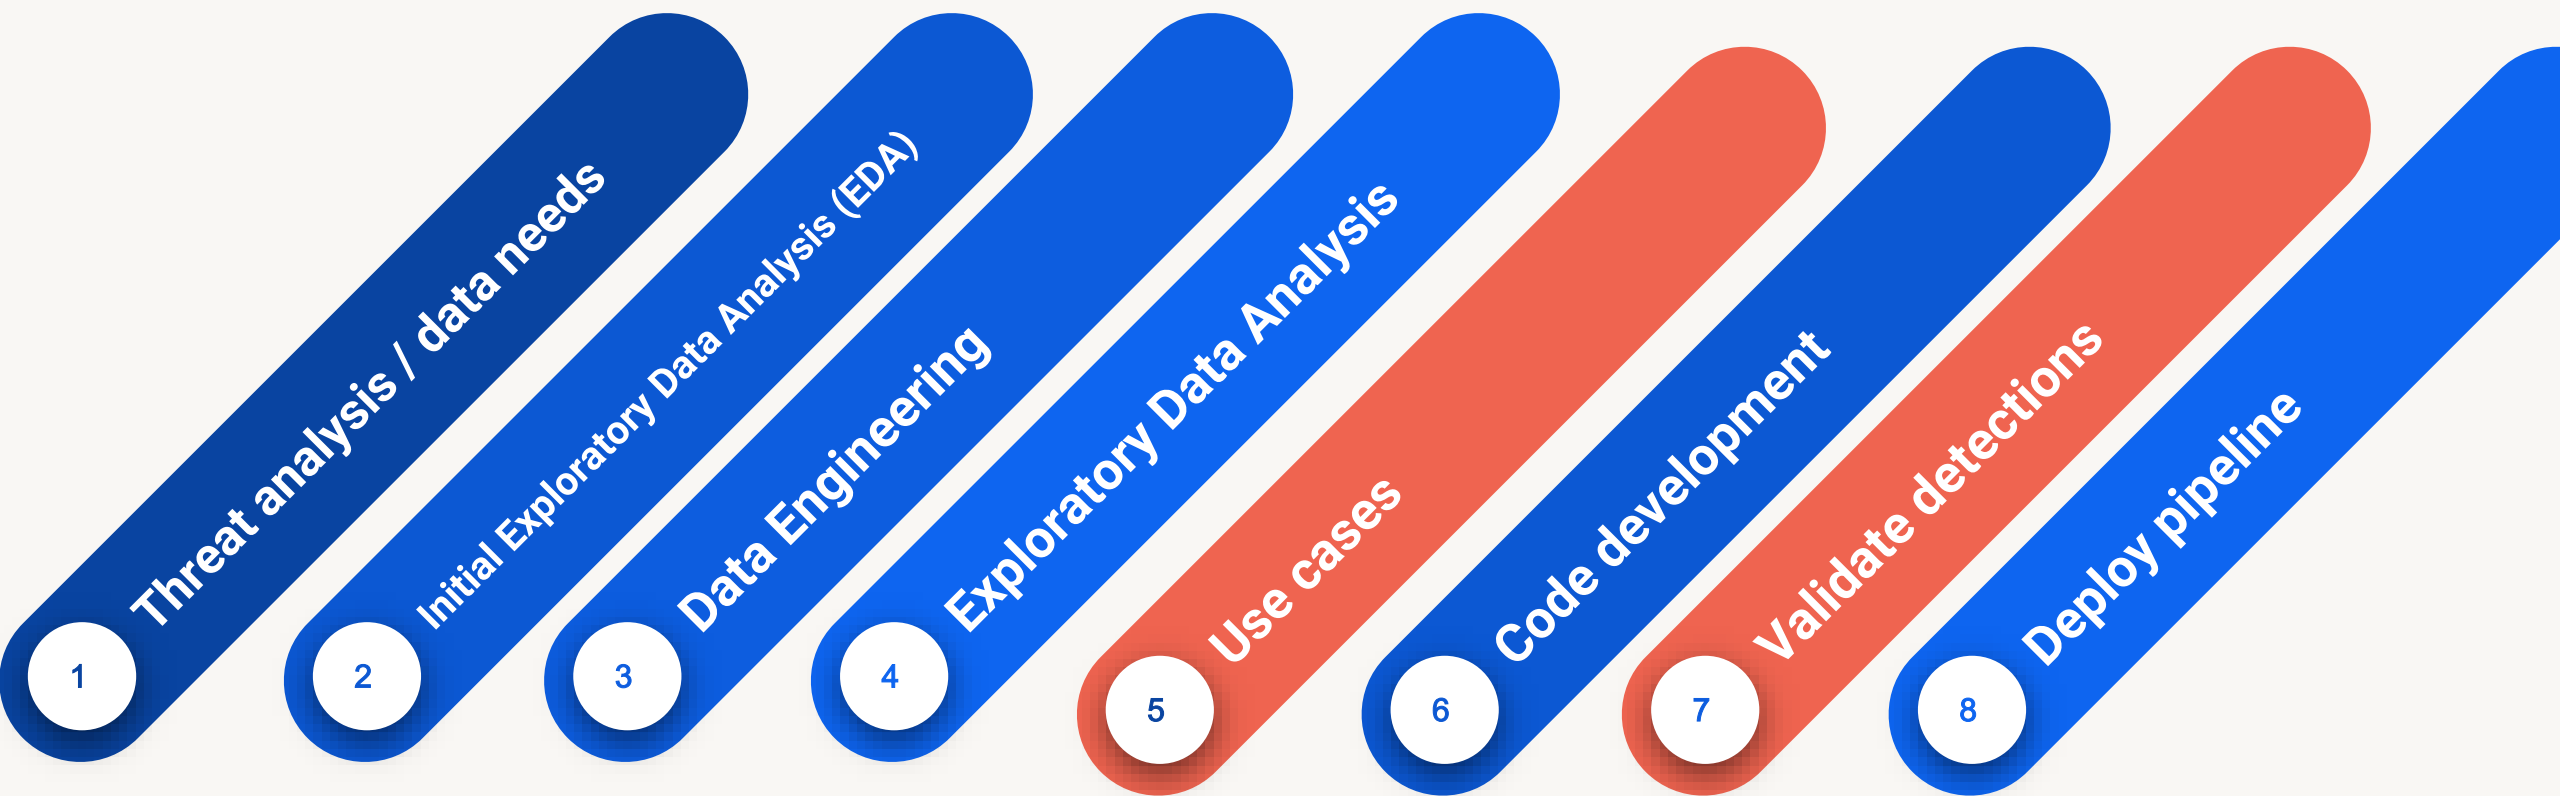 1
Threat analysis / data needs
2
Initial Exploratory Data Analysis (EDA)
3
Data Engineering
4
Exploratory Data Analysis
5
Use cases
6
Code development
7
Validate detections
8
Deploy pipeline